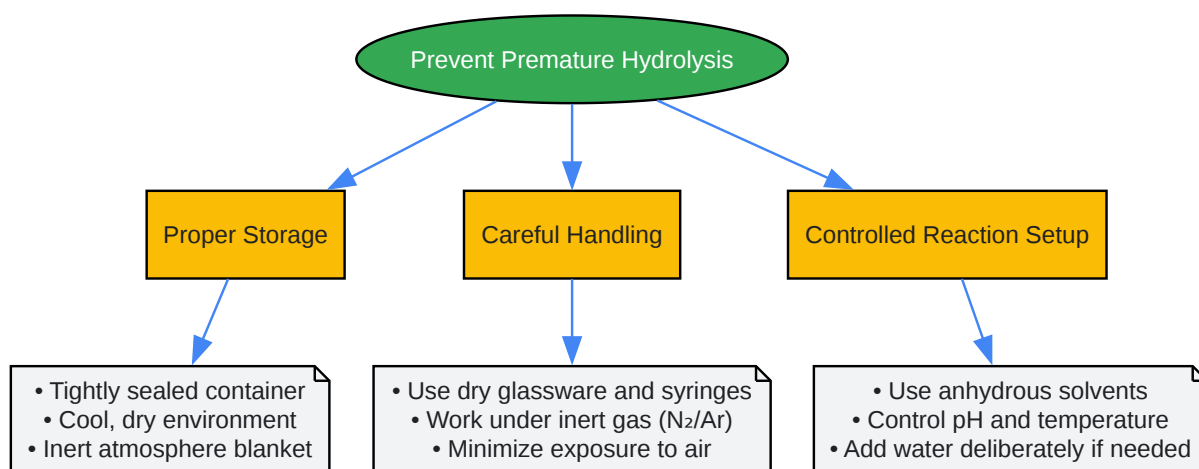 Prevent Premature Hydrolysis
Proper Storage
Careful Handling
Controlled Reaction Setup
• Tightly sealed container
• Cool, dry environment
• Inert atmosphere blanket
• Use dry glassware and syringes
• Work under inert gas (N₂/Ar)
• Minimize exposure to air
• Use anhydrous solvents
• Control pH and temperature
• Add water deliberately if needed